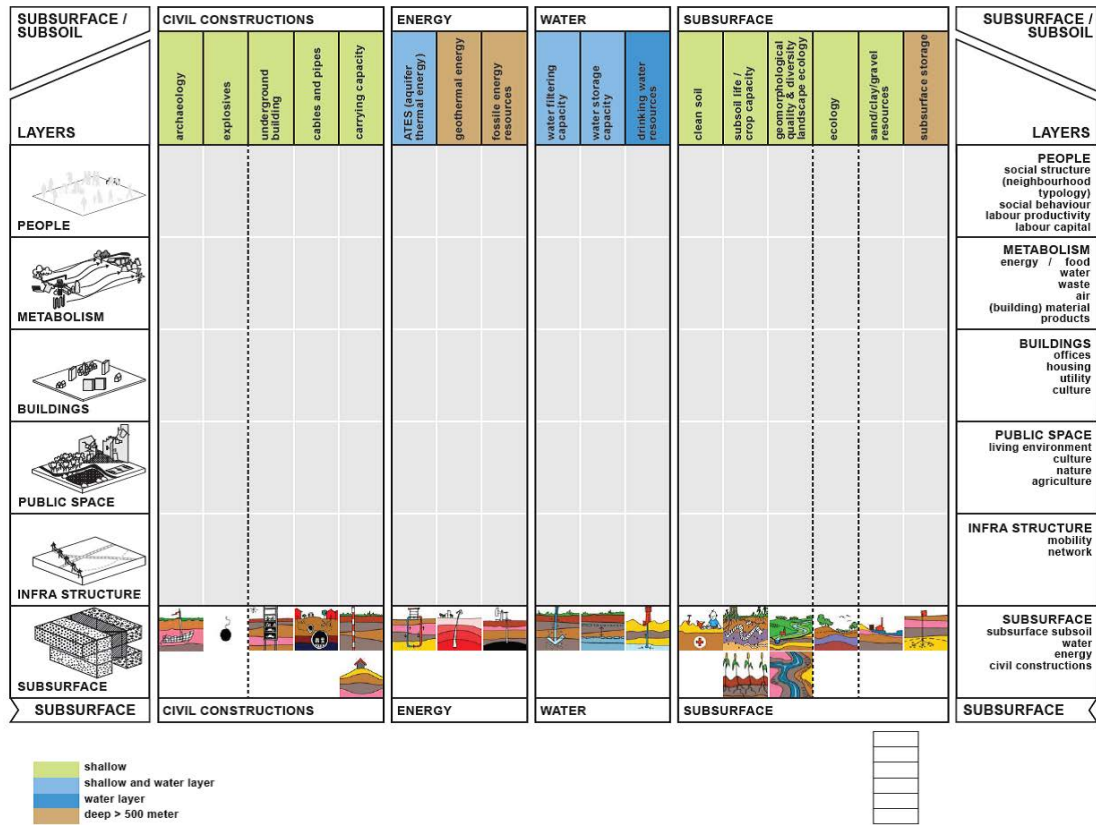 SUBSURFACE /
SUBSOIL
LAYERS
CIVIL CONSTRUCTIONS
archaeology
explosives
underground
building
cables and pipes
carrying capacity
ENERGY
ATES (aquifer
thermal energy)
geothermal energy
fossile energy
resources
WATER
water filtering
capacity
water storage
capacity
drinking water
resources
SUBSURFACE
clean soil
subsoil life /
crop capacity
geomorphological
quality & diversity
landscape ecology
ecology
sand/clay/gravel
resources
subsurface storage
SUBSURFACE /
SUBSOIL
LAYERS
PEOPLE
PEOPLE
social structure
(neighbourhood
typology)
social behaviour
labour productivity
labour capital
METABOLISM
METABOLISM
energy / food
water
waste
air
(building) material
products
BUILDINGS
BUILDINGS
offices
housing
utility
culture
PUBLIC SPACE
PUBLIC SPACE
living environment
culture
nature
agriculture
INFRA STRUCTURE
INFRA STRUCTURE
mobility
network
SUBSURFACE
SUBSURFACE
subsurface subsoil
water
energy
civil constructions
SUBSURFACE
CIVIL CONSTRUCTIONS
ENERGY
WATER
SUBSURFACE
SUBSURFACE
shallow
shallow and water layer
water layer
deep > 500 meter